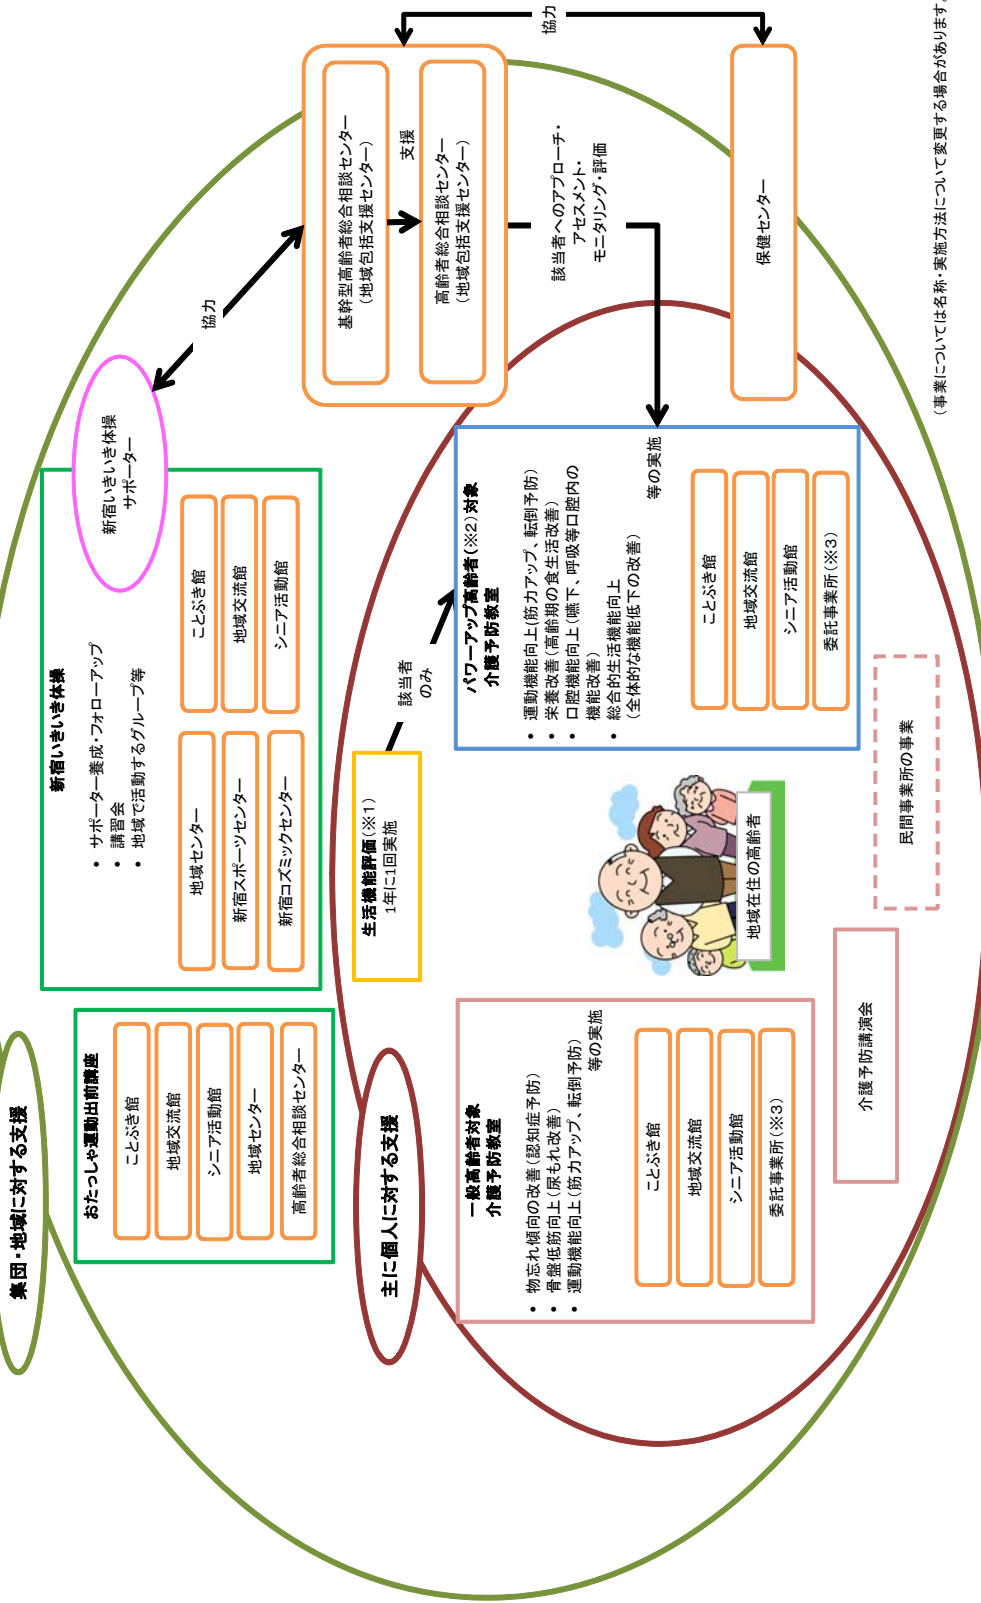 集団・地域に対する支援
おたっしゃ運動出前講座
ことぶき館
地域交流館
シニア活動館
地域センター
高齢者総合相談センター
新宿いきいき体操
• サポーター養成・フォローアップ
• 講習会
• 地域で活動するグループ等
地域センター
新宿スポーツセンター
新宿コズミックセンター
ことぶき館
地域交流館
シニア活動館
新宿いきいき体操
サポーター
協力
基幹型高齢者総合相談センター
(地域包括支援センター)
支援
高齢者総合相談センター
(地域包括支援センター)
協力
該当者へのアプローチ・
アセスメント・
モニタリング・評価
保健センター
主に個人に対する支援
生活機能評価(※1)
1年に1回実施
該当者
のみ
一般高齢者対象
介護予防教室
• 物忘れ傾向の改善(認知症予防)
• 骨盤低筋向上(尿もれ改善)
• 運動機能向上(筋力アップ、転倒予防)
等の実施
ことぶき館
地域交流館
シニア活動館
委託事業所(※3)
地域在住の高齢者
パワーアップ高齢者(※2)対象
介護予防教室
• 運動機能向上(筋力アップ、転倒予防)
• 栄養改善(高齢期の食生活改善)
• 口腔機能向上(嚥下、呼吸等口腔内の
機能改善)
• 総合的生活機能向上
(全体的な機能低下の改善)
等の実施
ことぶき館
地域交流館
シニア活動館
委託事業所(※3)
介護予防講演会
民間事業所の事業
(事業については名称・実施方法について変更する場合があります。